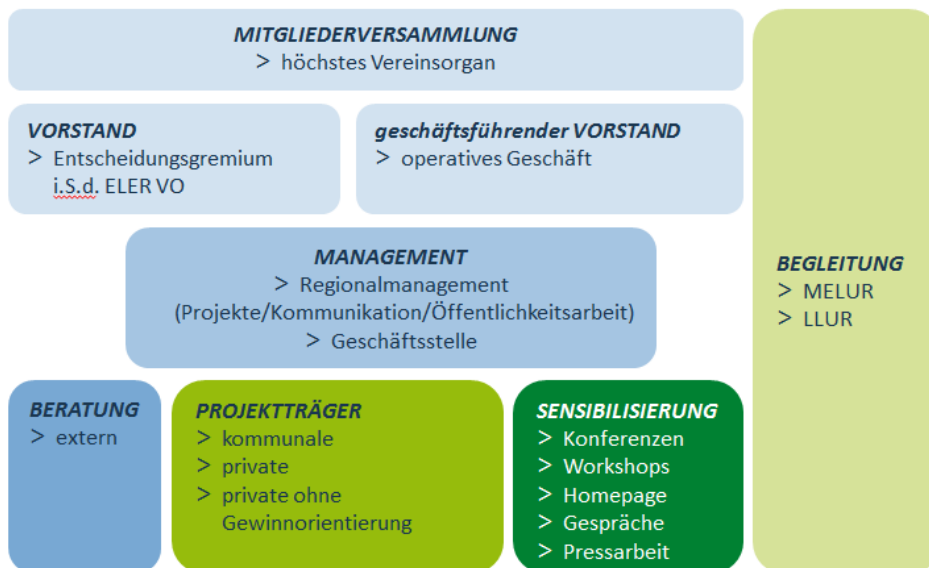 MITGLIEDERVERSAMMLUNG
> höchstes Vereinsorgan
VORSTAND
> Entscheidungsgremium
i.S.d. ELER VO
geschäftsführender VORSTAND
> operatives Geschäft
MANAGEMENT
> Regionalmanagement
(Projekte/Kommunikation/Öffentlichkeitsarbeit)
> Geschäftsstelle
BEGLEITUNG
> MELUR
> LLUR
BERATUNG
> extern
PROJEKTTRÄGER
> kommunale
> private
> private ohne
Gewinnorientierung
SENSIBILISIERUNG
> Konferenzen
> Workshops
> Homepage
> Gespräche
> Pressarbeit